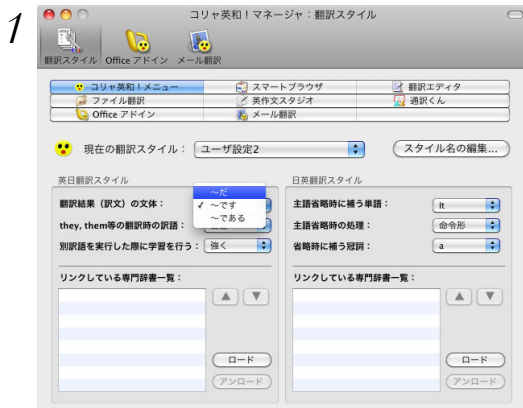 1
コリャ英和!マネージャ:翻訳スタイル
翻訳スタイル Office アドイン メール翻訳
コリャ英和!メニュー スマートブラウザ 翻訳エディタ
ファイル翻訳 英作文スタジオ 通訳くん
Office アドイン メール翻訳
現在の翻訳スタイル: ユーザ設定2 スタイル名の編集...
英日翻訳スタイル
翻訳結果(訳文)の文体:
〜だ
✓ 〜です
〜である
they, them等の翻訳時の訳語:
別訳語を実行した際に学習を行う: 強く
リンクしている専門辞書一覧:
▲ ▼
ロード
アンロード
日英翻訳スタイル
主語省略時に補う単語: It
主語省略時の処理: 命令形
省略時に補う冠詞: a
リンクしている専門辞書一覧:
▲ ▼
ロード
アンロード